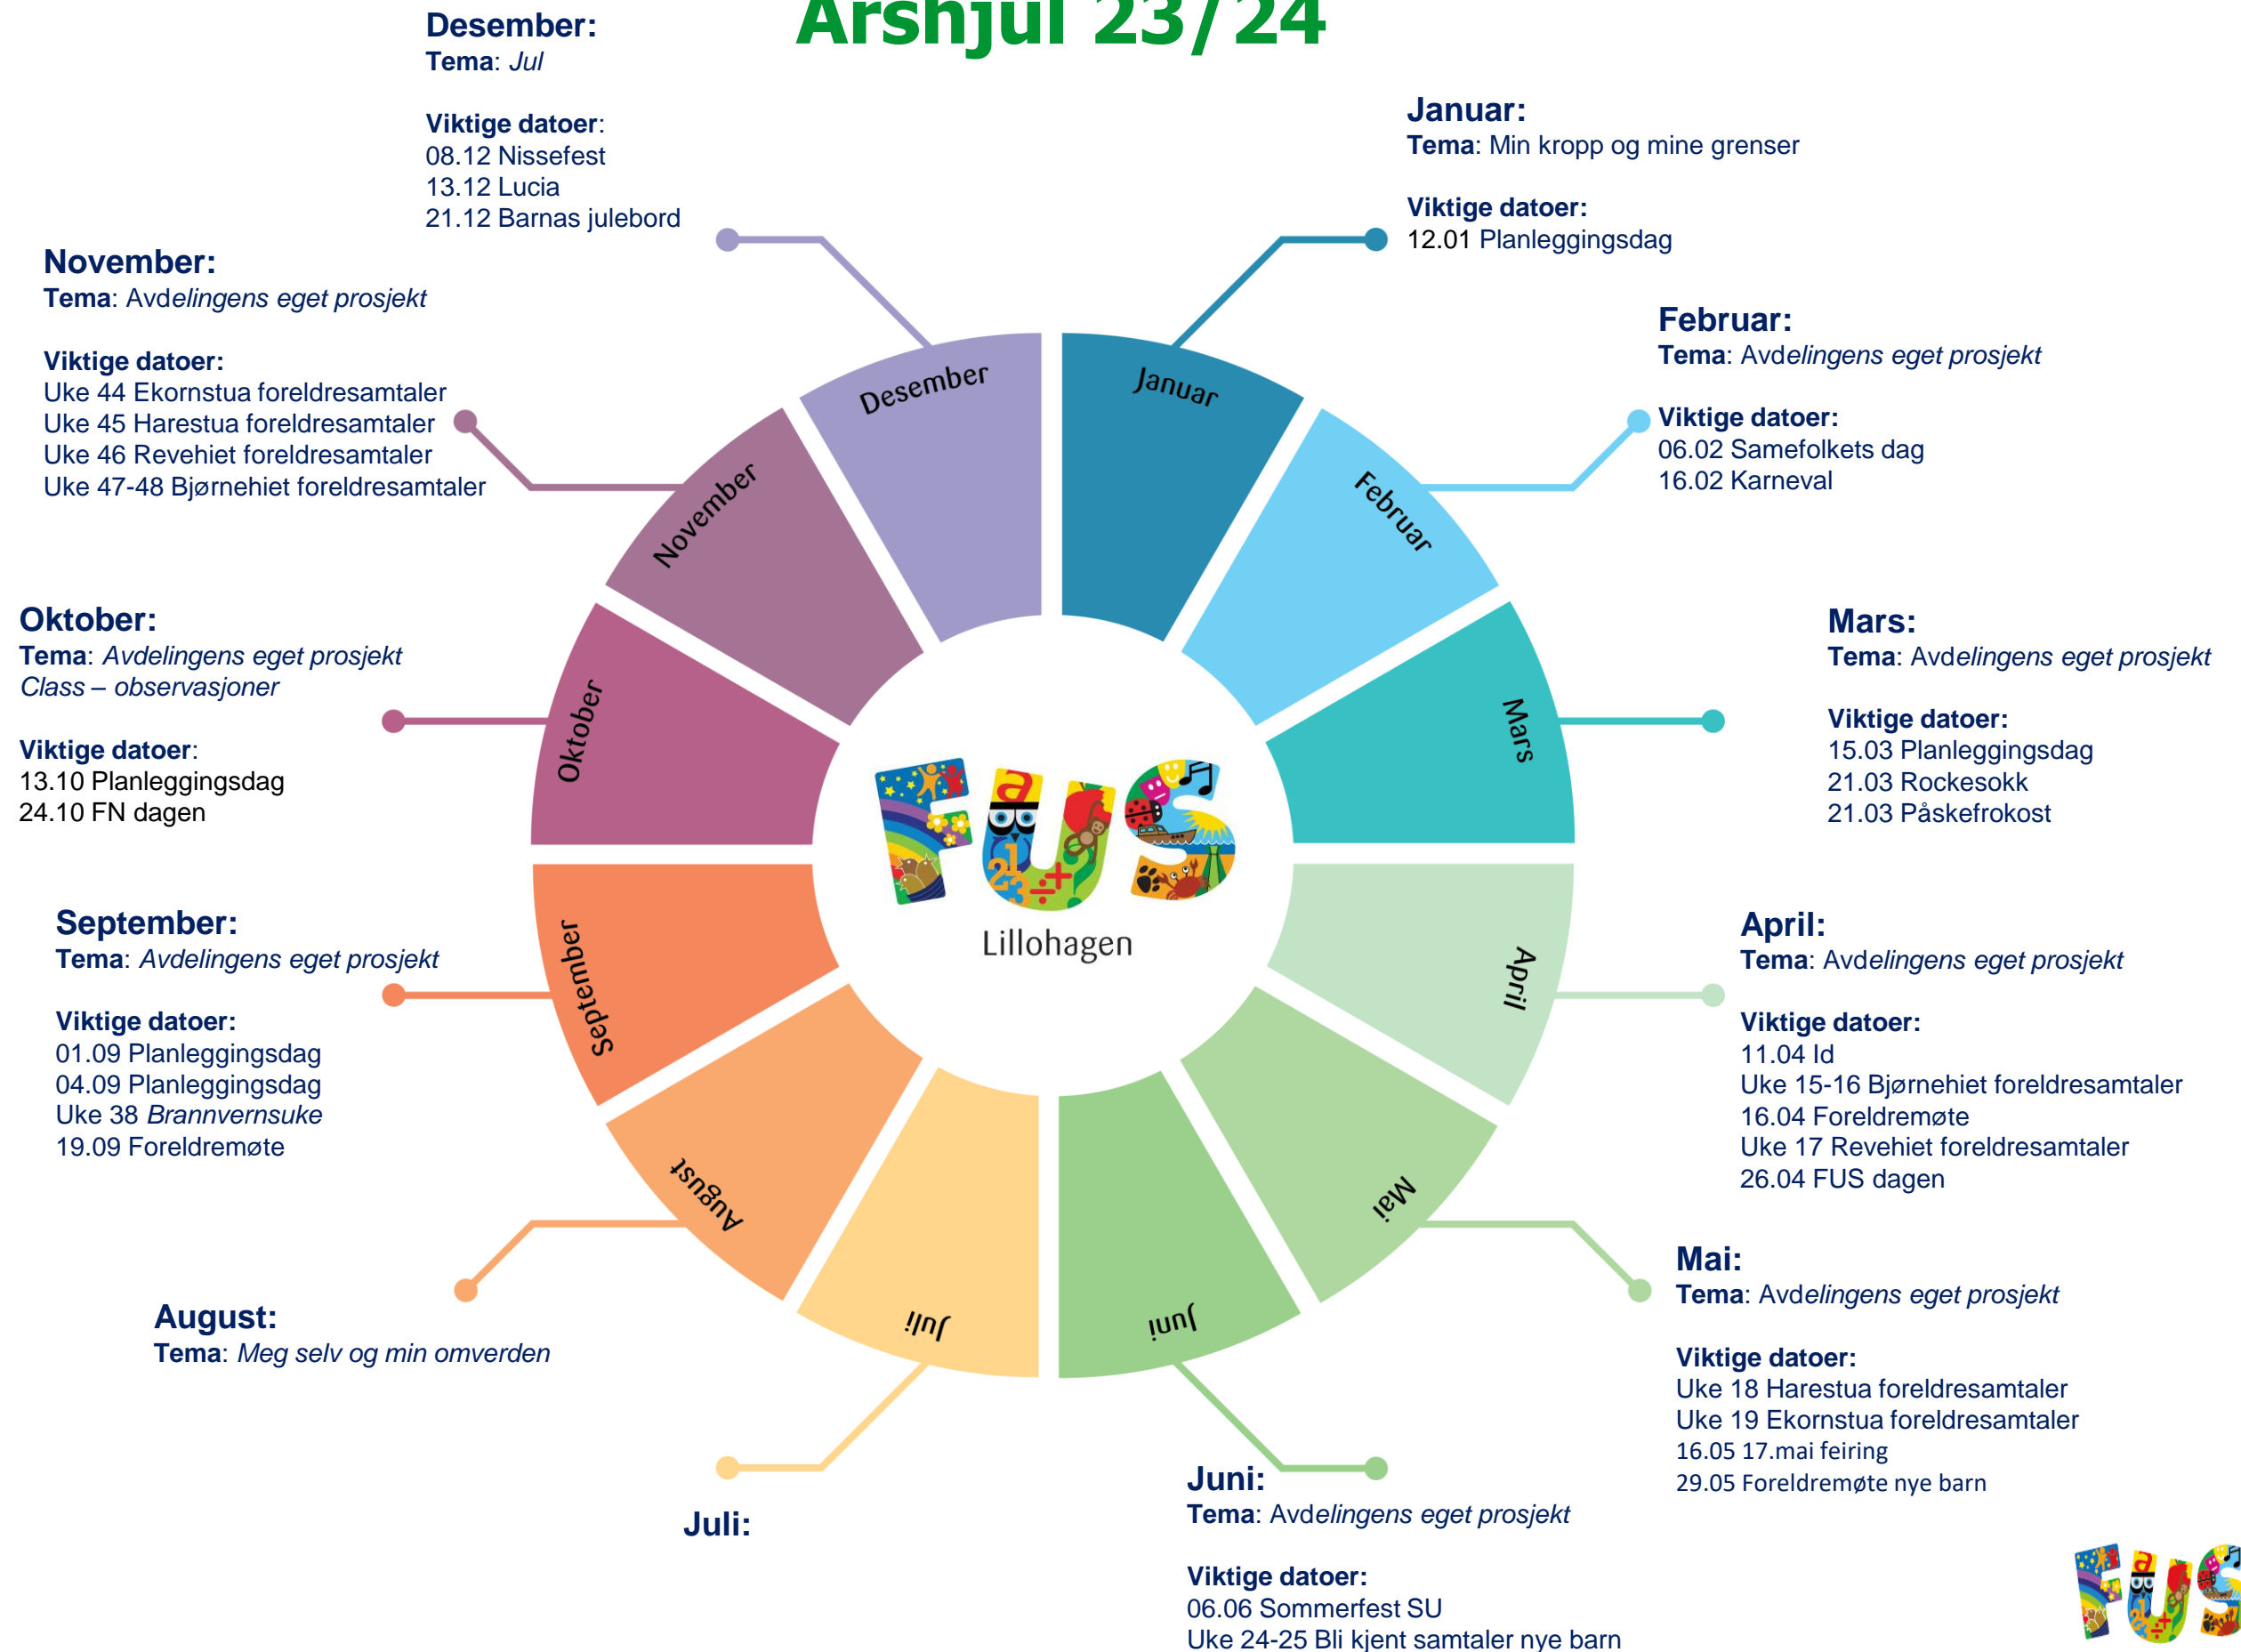 Årshjul 23/24
Desember:
Tema: Jul
Viktige datoer:
08.12 Nissefest
13.12 Lucia
21.12 Barnas julebord
Januar:
Tema: Min kropp og mine grenser
Viktige datoer:
12.01 Planleggingsdag
Februar:
Tema: Avdelingens eget prosjekt
Viktige datoer:
06.02 Samefolkets dag
16.02 Karneval
Mars:
Tema: Avdelingens eget prosjekt
Viktige datoer:
15.03 Planleggingsdag
21.03 Rockesokk
21.03 Påskefrokost
April:
Tema: Avdelingens eget prosjekt
Viktige datoer:
11.04 Id
Uke 15-16 Bjørnehiet foreldresamtaler
16.04 Foreldremøte
Uke 17 Revehiet foreldresamtaler
26.04 FUS dagen
Mai:
Tema: Avdelingens eget prosjekt
Viktige datoer:
Uke 18 Harestua foreldresamtaler
Uke 19 Ekornstua foreldresamtaler
16.05 17.mai feiring
29.05 Foreldremøte nye barn
Juni:
Tema: Avdelingens eget prosjekt
Viktige datoer:
06.06 Sommerfest SU
Uke 24-25 Bli kjent samtaler nye barn
Juli:
August:
Tema: Meg selv og min omverden
September:
Tema: Avdelingens eget prosjekt
Viktige datoer:
01.09 Planleggingsdag
04.09 Planleggingsdag
Uke 38 Brannvernsuke
19.09 Foreldremøte
Oktober:
Tema: Avdelingens eget prosjekt
Class – observasjoner
Viktige datoer:
13.10 Planleggingsdag
24.10 FN dagen
November:
Tema: Avdelingens eget prosjekt
Viktige datoer:
Uke 44 Ekornstua foreldresamtaler
Uke 45 Harestua foreldresamtaler
Uke 46 Revehiet foreldresamtaler
Uke 47-48 Bjørnehiet foreldresamtaler
Januar
Februar
Mars
April
Mai
Juni
Juli
August
September
Oktober
November
Desember
FUS
Lillohagen
FUS